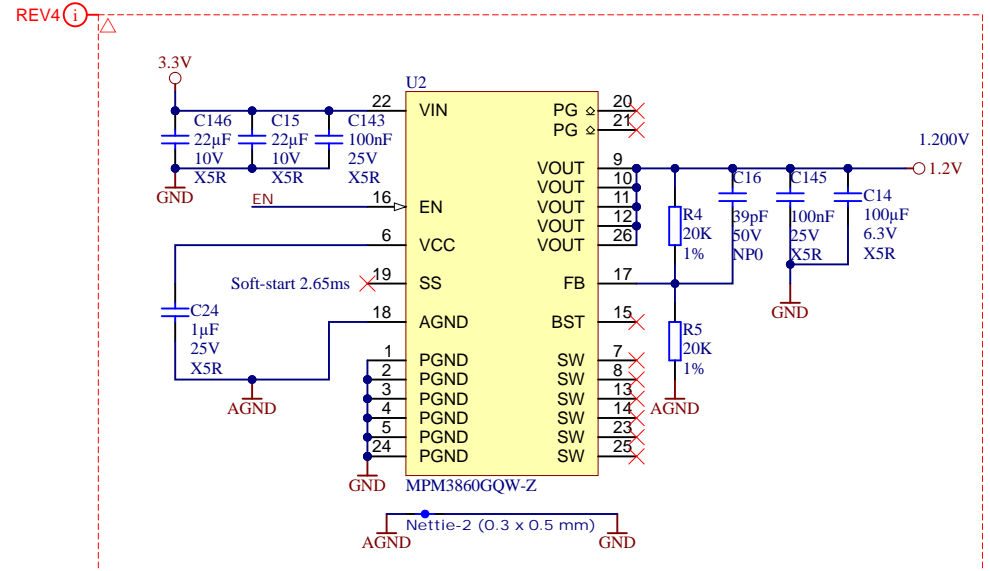 REV4 i
3.3V
U2
22 VIN PG 20
PG 21
C146 C15 C143
22µF 22µF 100nF
10V 10V 25V
X5R X5R X5R
GND
1.200V
VOUT 9 1.2V
VOUT 10
VOUT 11
VOUT 12
VOUT 26
EN 16 EN
6 VCC
C16 C145 C14
39pF 100nF 100µF
50V 25V 6.3V
NP0 X5R X5R
R4
20K
1%
Soft-start 2.65ms 19 SS
FB 17
GND
C24
1µF
25V
X5R
18 AGND
BST 15
R5
20K
1%
1 PGND SW 7
2 PGND SW 8
3 PGND SW 13
4 PGND SW 14
5 PGND SW 23
24 PGND SW 25
AGND
AGND
GND
MPM3860GQW-Z
Nettie-2 (0.3 x 0.5 mm)
AGND GND